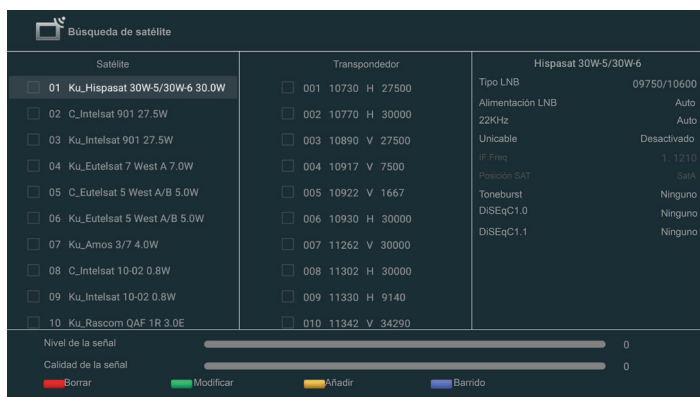 Búsqueda de satélite
Satélite
01 Ku_Hispasat 30W-5/30W-6 30.0W
02 C_Intelsat 901 27.5W
03 Ku_Intelsat 901 27.5W
04 Ku_Eutelsat 7 West A 7.0W
05 C_Eutelsat 5 West A/B 5.0W
06 Ku_Eutelsat 5 West A/B 5.0W
07 Ku_Amos 3/7 4.0W
08 C_Intelsat 10-02 0.8W
09 Ku_Intelsat 10-02 0.8W
10 Ku_Rascom QAF 1R 3.0E
Transpondedor
001 10730 H 27500
002 10770 H 30000
003 10890 V 27500
004 10917 V 7500
005 10922 V 1667
006 10930 H 30000
007 11262 V 30000
008 11302 H 30000
009 11330 H 9140
010 11342 V 34290
Hispasat 30W-5/30W-6
Tipo LNB 09750/10600
Alimentación LNB Auto
22KHz Auto
Unicable Desactivado
IF Freq 1. 1210
Posición SAT SatA
Toneburst Ninguno
DiSEqC1.0 Ninguno
DiSEqC1.1 Ninguno
Nivel de la señal 0
Calidad de la señal 0
Borrar Modificar Añadir Barrido